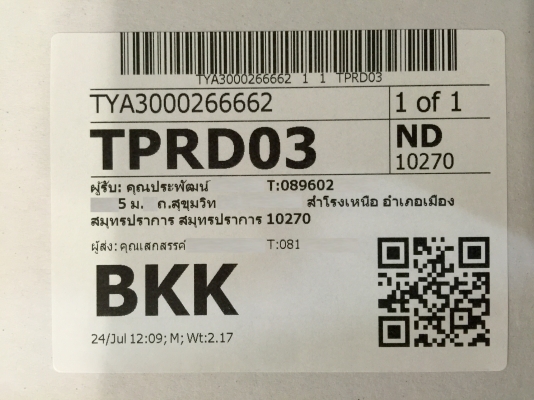 TYA3000266662 1 1 TPRD03
TYA3000266662 1 of 1
TPRD03 ND
10270
ผู้รับ: คุณประพัฒน์ T:089602
5 ม. ถ.สุขุมวิท สำโรงเหนือ อำเภอเมือง
สมุทรปราการ สมุทรปราการ 10270
ผู้ส่ง: คุณเสกสรรค์ T:081
BKK
24/Jul 12:09; M; Wt:2.17